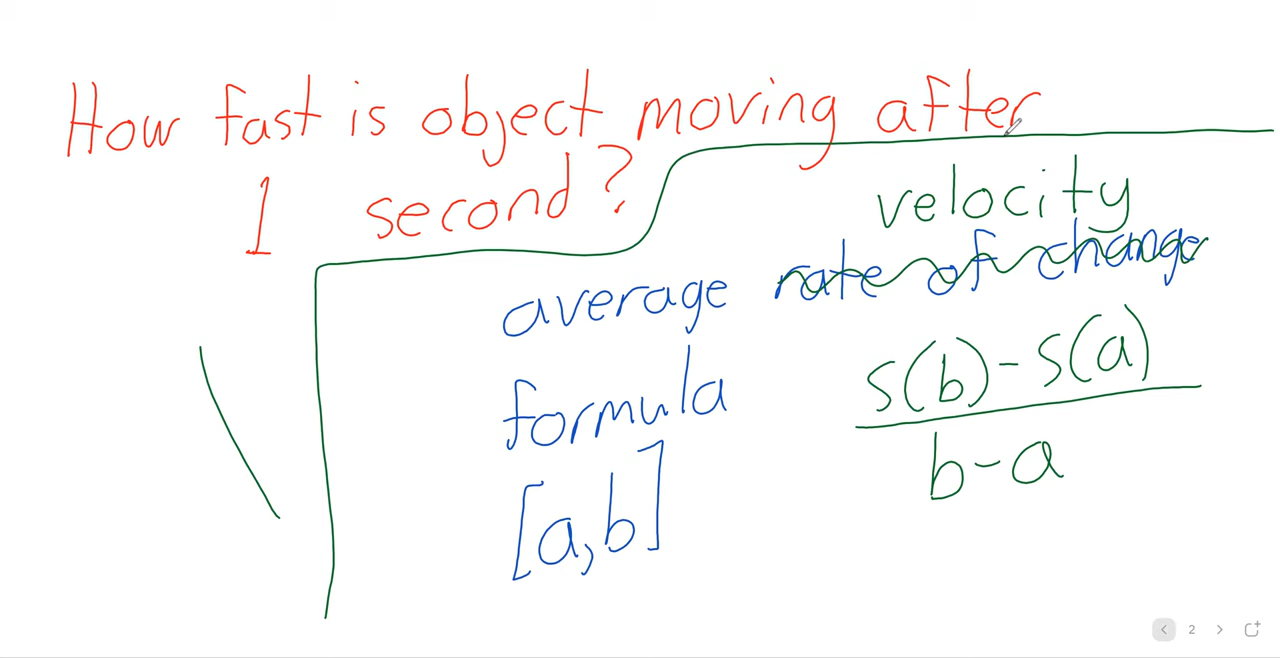 How fast is object moving after
1 second?
velocity
average rate of change
formula
s(b)-s(a)
b-a
[a,b]
2